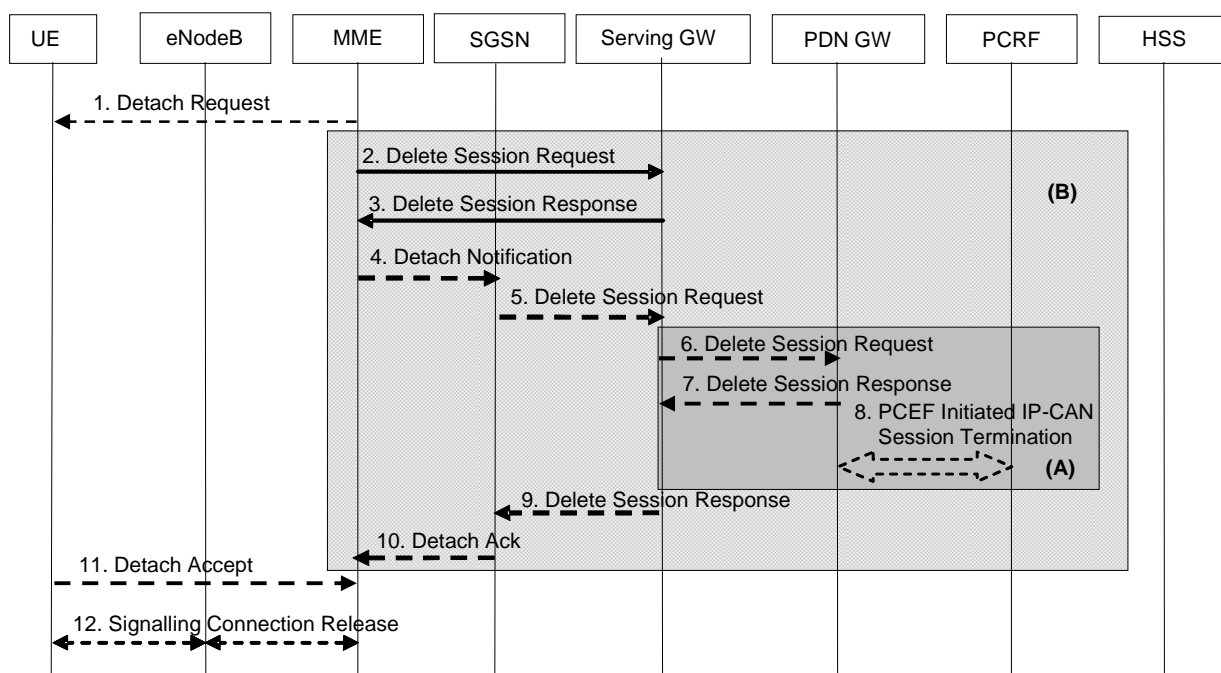 UE
eNodeB
MME
SGSN
Serving GW
PDN GW
PCRF
HSS
1. Detach Request
2. Delete Session Request
(B)
3. Delete Session Response
4. Detach Notification
5. Delete Session Request
6. Delete Session Request
7. Delete Session Response
8. PCEF Initiated IP-CAN
Session Termination
(A)
9. Delete Session Response
10. Detach Ack
11. Detach Accept
12. Signalling Connection Release